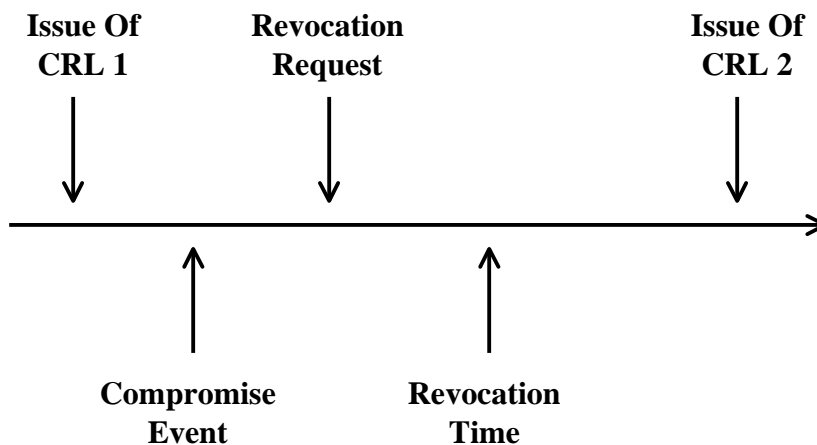 Issue Of
CRL 1
Revocation
Request
Issue Of
CRL 2
Compromise
Event
Revocation
Time